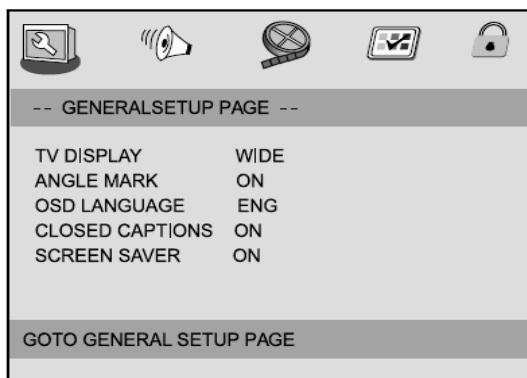 -- GENERALSETUP PAGE --
TV DISPLAY WIDE
ANGLE MARK ON
OSD LANGUAGE ENG
CLOSED CAPTIONS ON
SCREEN SAVER ON
GOTO GENERAL SETUP PAGE